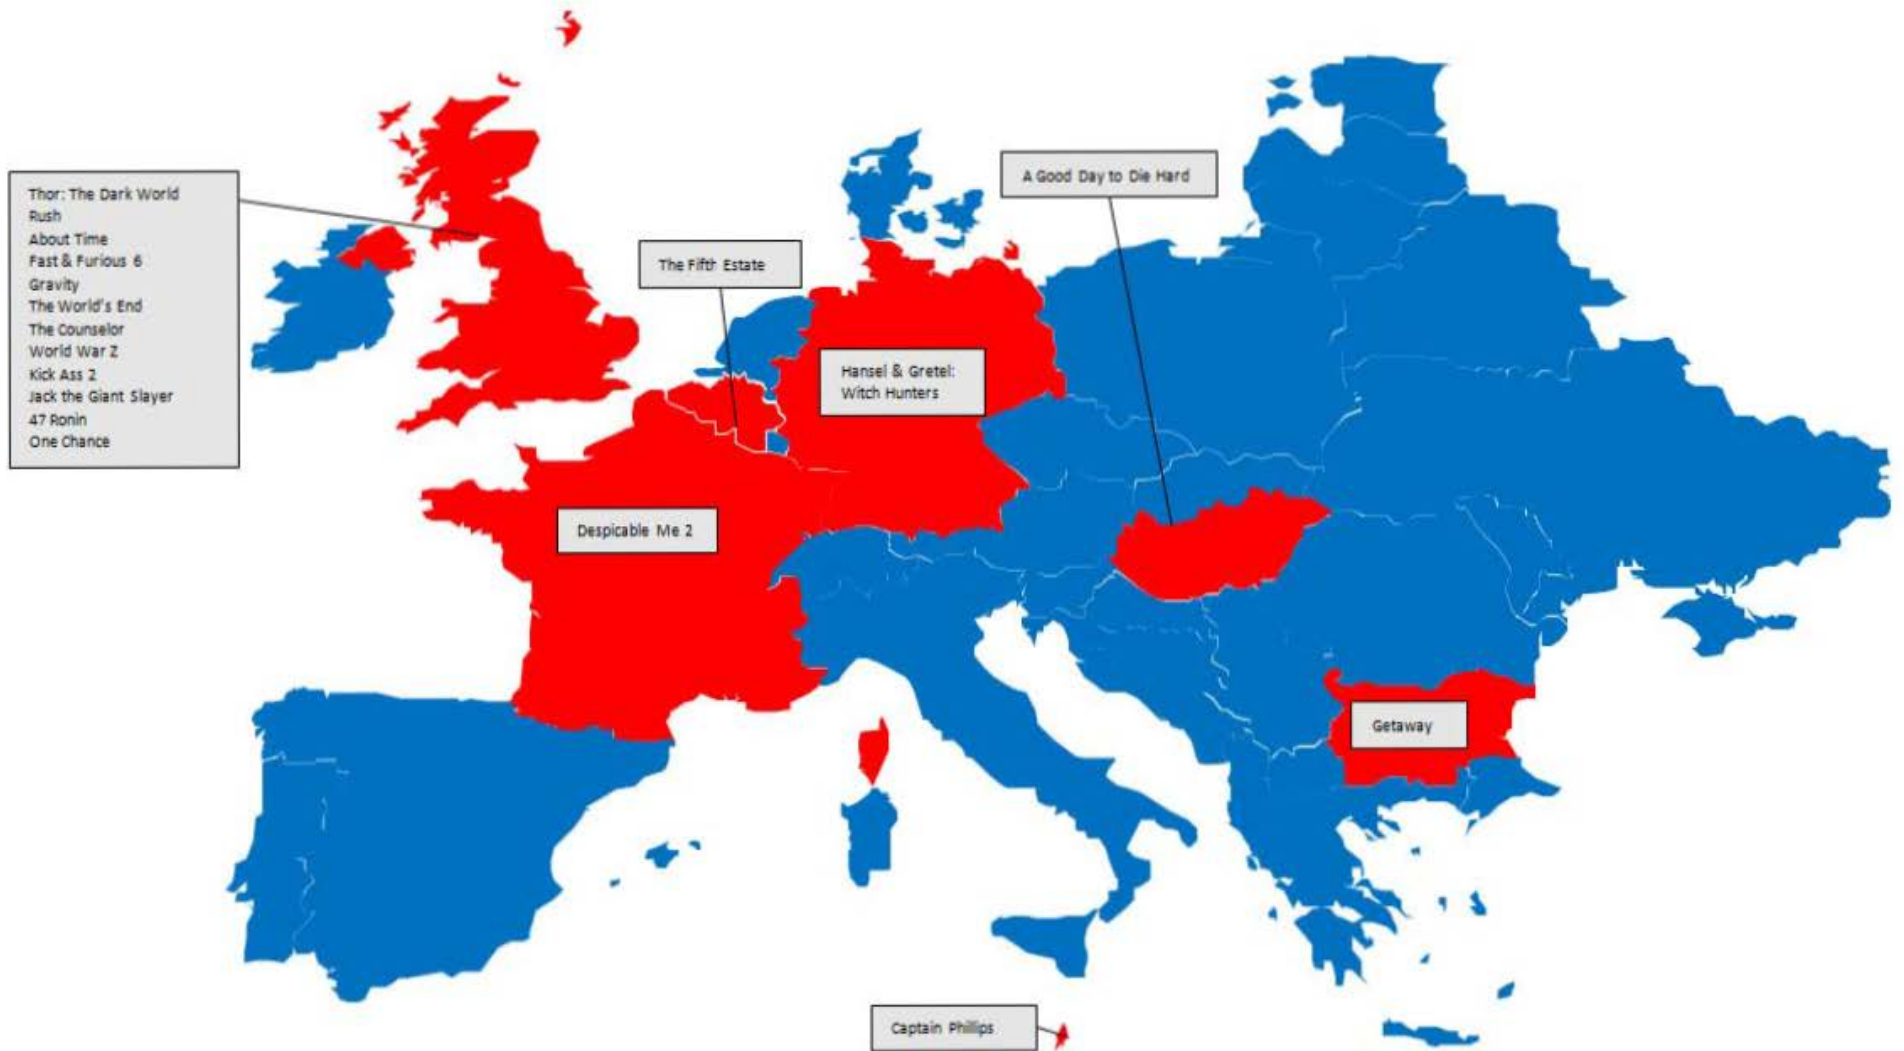 Thor: The Dark World
Rush
About Time
Fast & Furious 6
Gravity
The World's End
The Counselor
World War Z
Kick Ass 2
Jack the Giant Slayer
47 Ronin
One Chance
The Fifth Estate
A Good Day to Die Hard
Hansel & Gretel:
Witch Hunters
Despicable Me 2
Getaway
Captain Phillips